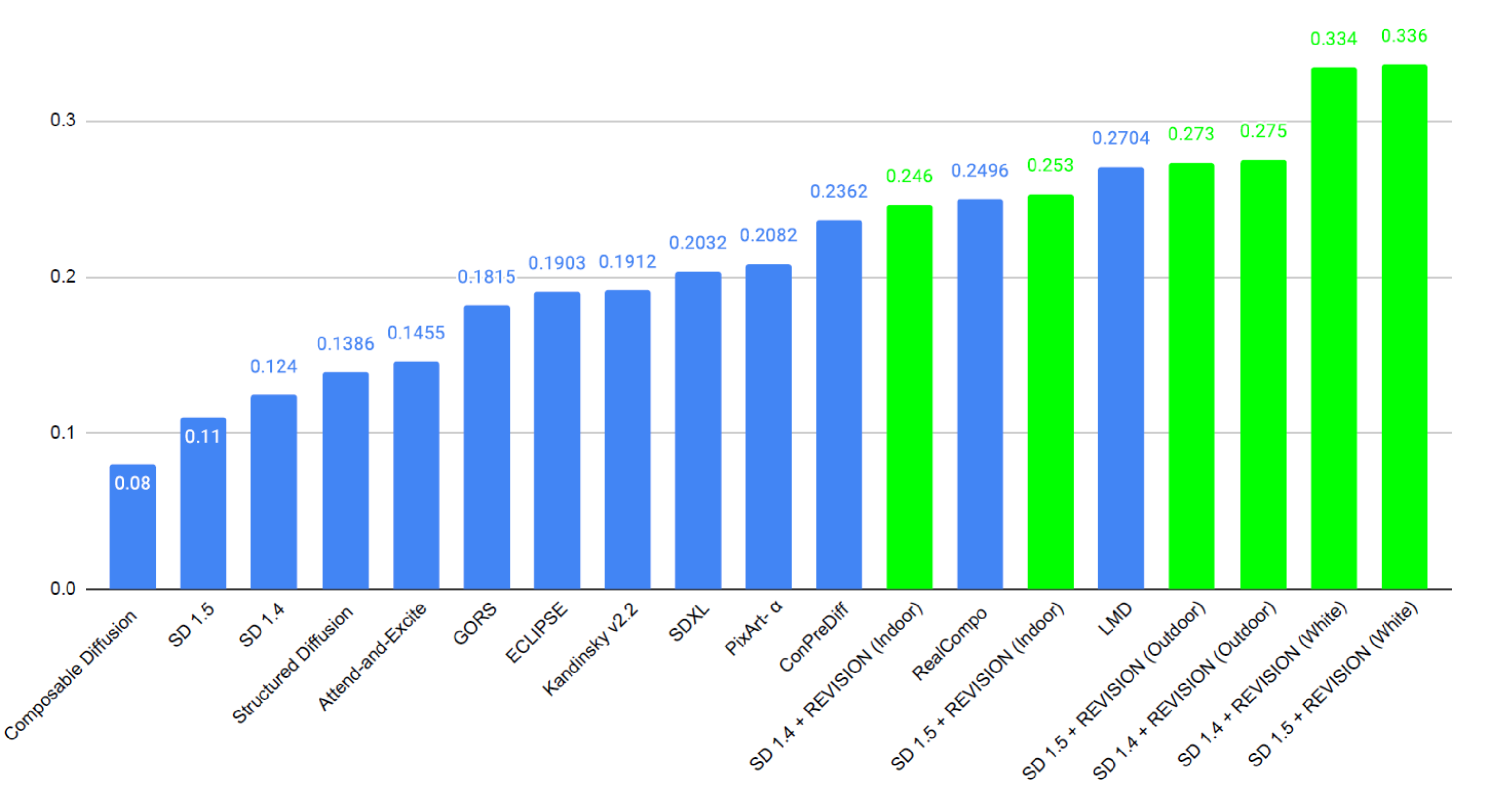 0.3
0.2
0.1
0.0
0.08
0.11
0.124
0.1386
0.1455
0.1815
0.1903
0.1912
0.2032
0.2082
0.2362
0.246
0.2496
0.253
0.2704
0.273
0.275
0.334
0.336
Composable Diffusion
SD 1.5
SD 1.4
Structured Diffusion
Attend-and-Excite
GORS
ECLIPSE
Kandinsky v2.2
SDXL
PixArt- α
ConPreDiff
SD 1.4 + REVISION (Indoor)
RealCompo
SD 1.5 + REVISION (Indoor)
LMD
SD 1.5 + REVISION (Outdoor)
SD 1.4 + REVISION (Outdoor)
SD 1.4 + REVISION (White)
SD 1.5 + REVISION (White)